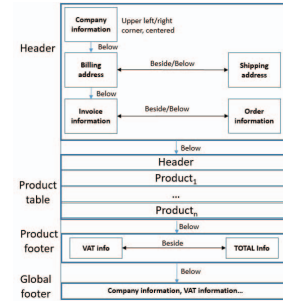 Header
Company information
Upper left/right corner, centered
Below
Billing address
Beside/Below
Shipping address
Below
Invoice information
Beside/Below
Order information
Below
Product table
Header
Product1
...
Productn
Below
Product footer
VAT info
Beside
TOTAL Info
Below
Global footer
Company information, VAT information...